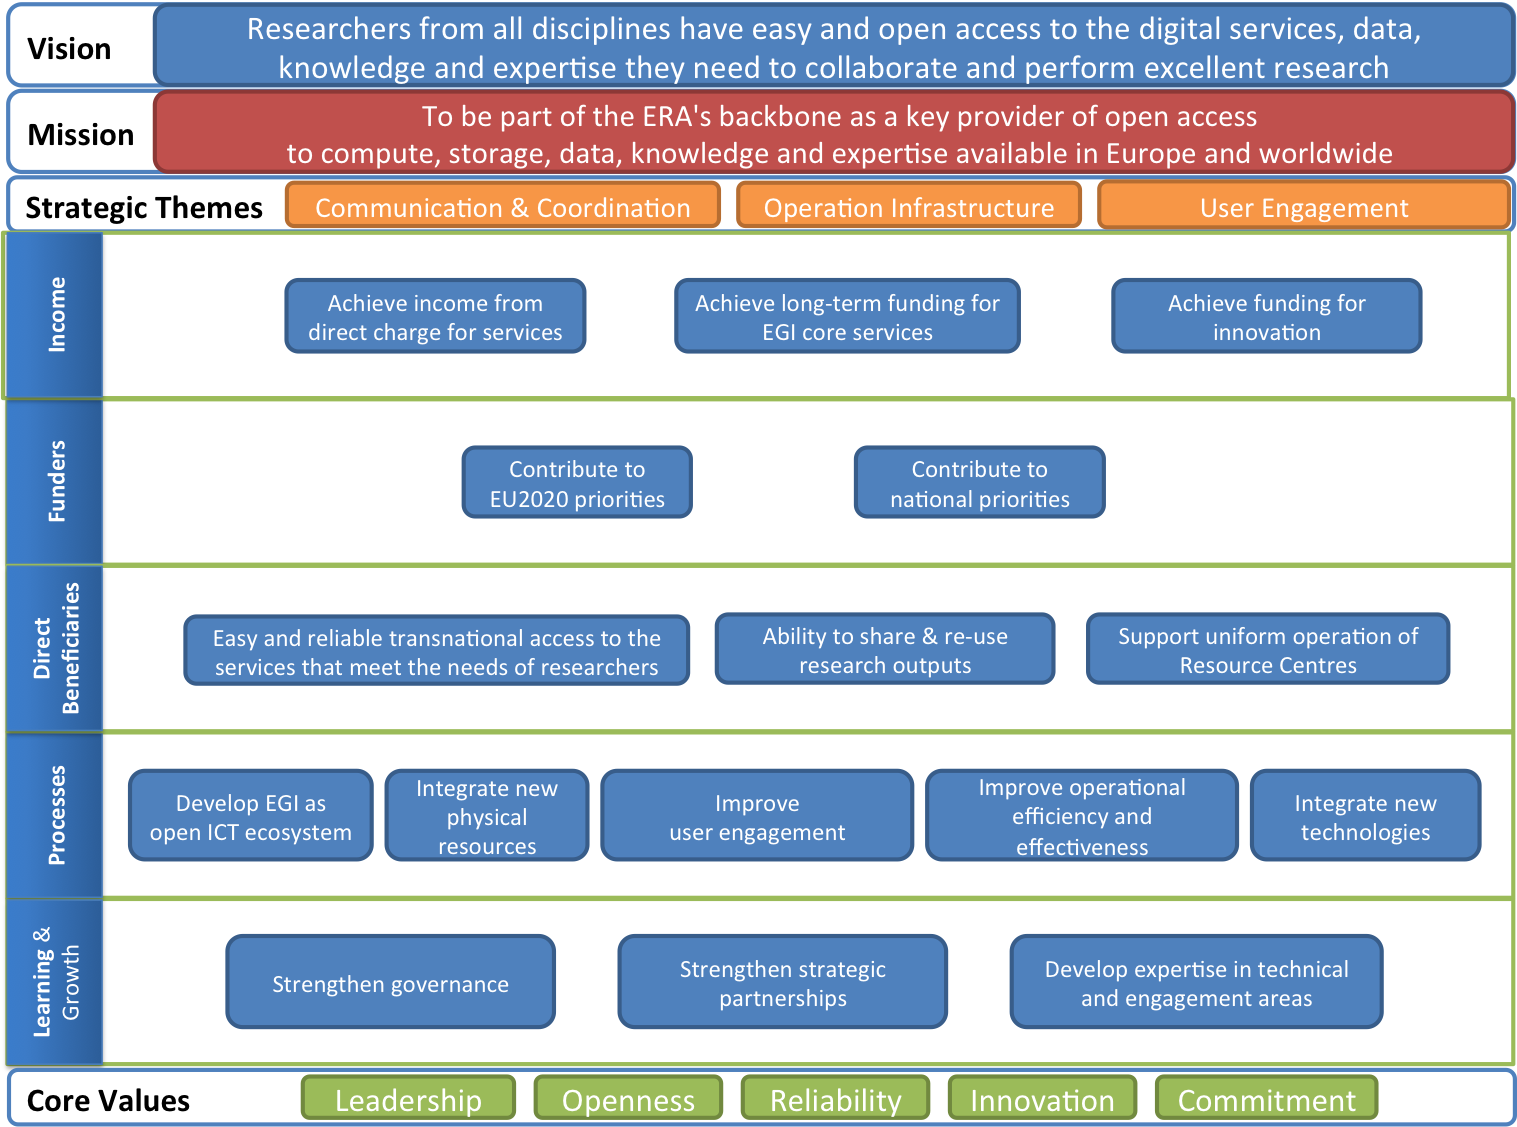 Vision
Researchers from all disciplines have easy and open access to the digital services, data,
knowledge and expertise they need to collaborate and perform excellent research
Mission
To be part of the ERA's backbone as a key provider of open access
to compute, storage, data, knowledge and expertise available in Europe and worldwide
Strategic Themes
Communication & Coordination
Operation Infrastructure
User Engagement
Income
Achieve income from
direct charge for services
Achieve long-term funding for
EGI core services
Achieve funding for
innovation
Funders
Contribute to
EU2020 priorities
Contribute to
national priorities
Direct
Beneficiaries
Easy and reliable transnational access to the
services that meet the needs of researchers
Ability to share & re-use
research outputs
Support uniform operation of
Resource Centres
Processes
Develop EGI as
open ICT ecosystem
Integrate new
physical
resources
Improve
user engagement
Improve operational
efficiency and
effectiveness
Integrate new
technologies
Learning &
Growth
Strengthen governance
Strengthen strategic
partnerships
Develop expertise in technical
and engagement areas
Core Values
Leadership
Openness
Reliability
Innovation
Commitment